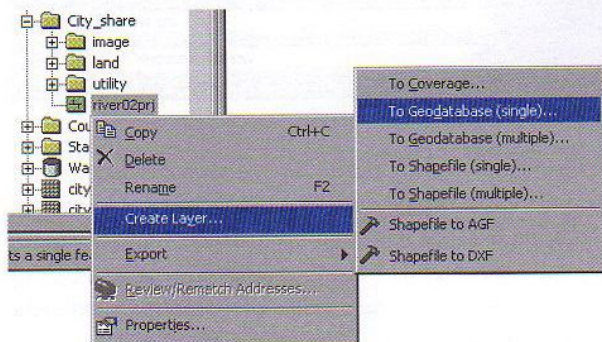 City_share
image
land
utility
river02prj
Cou
Sta
Wa
city
city
ts a single fea
Copy Ctrl+C
Delete
Rename F2
Create Layer...
Export
Review/Rematch Addresses...
Properties...
To Coverage...
To Geodatabase (single)...
To Geodatabase (multiple)...
To Shapefile (single)...
To Shapefile (multiple)...
Shapefile to AGF
Shapefile to DXF